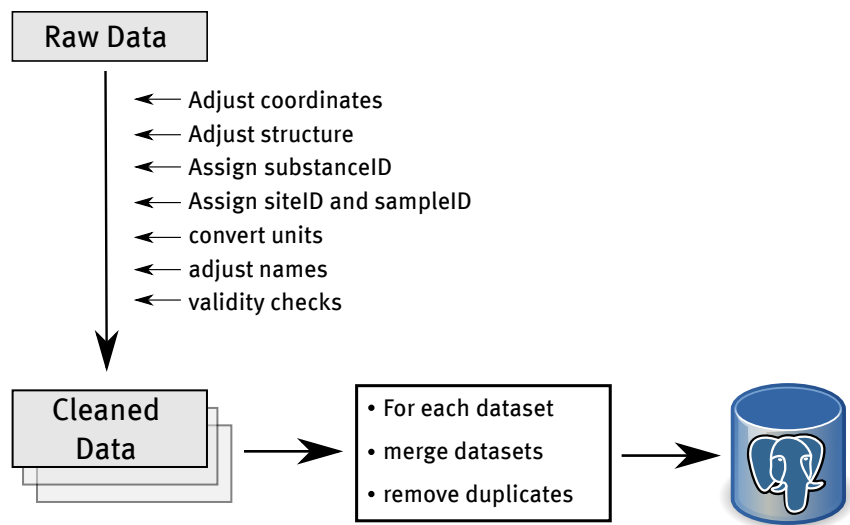 Raw Data
Adjust coordinates
Adjust structure
Assign substanceID
Assign siteID and sampleID
convert units
adjust names
validity checks
Cleaned
Data
• For each dataset
• merge datasets
• remove duplicates